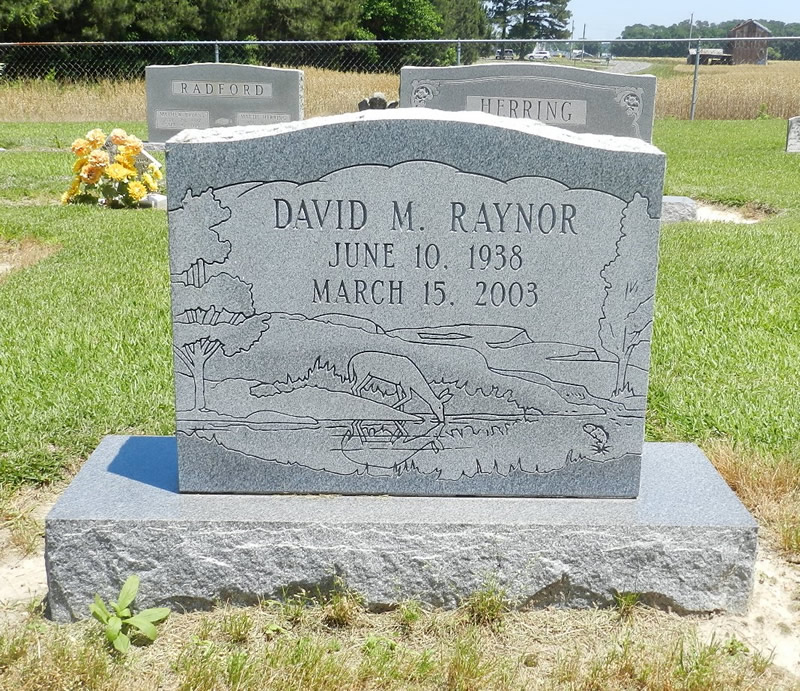 RADFORD
HERRING
DAVID M. RAYNOR
JUNE 10, 1938
MARCH 15, 2003